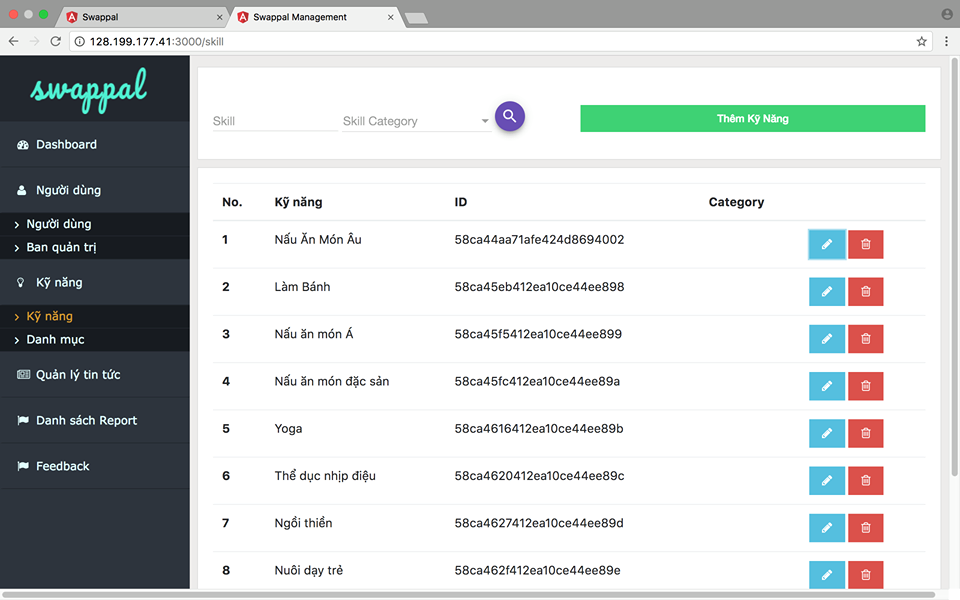 Swappal
Swappal Management
128.199.177.41:3000/skill
swappal
Dashboard
Người dùng
Người dùng
Ban quản trị
Kỹ năng
Kỹ năng
Danh mục
Quản lý tin tức
Danh sách Report
Feedback
Skill Skill Category Thêm Kỹ Năng
No. Kỹ năng ID Category
1 Nấu Ăn Món Âu 58ca44aa71afe424d8694002
2 Làm Bánh 58ca45eb412ea10ce44ee898
3 Nấu ăn món Á 58ca45f5412ea10ce44ee899
4 Nấu ăn món đặc sản 58ca45fc412ea10ce44ee89a
5 Yoga 58ca4616412ea10ce44ee89b
6 Thể dục nhịp điệu 58ca4620412ea10ce44ee89c
7 Ngồi thiền 58ca4627412ea10ce44ee89d
8 Nuôi dạy trẻ 58ca462f412ea10ce44ee89e